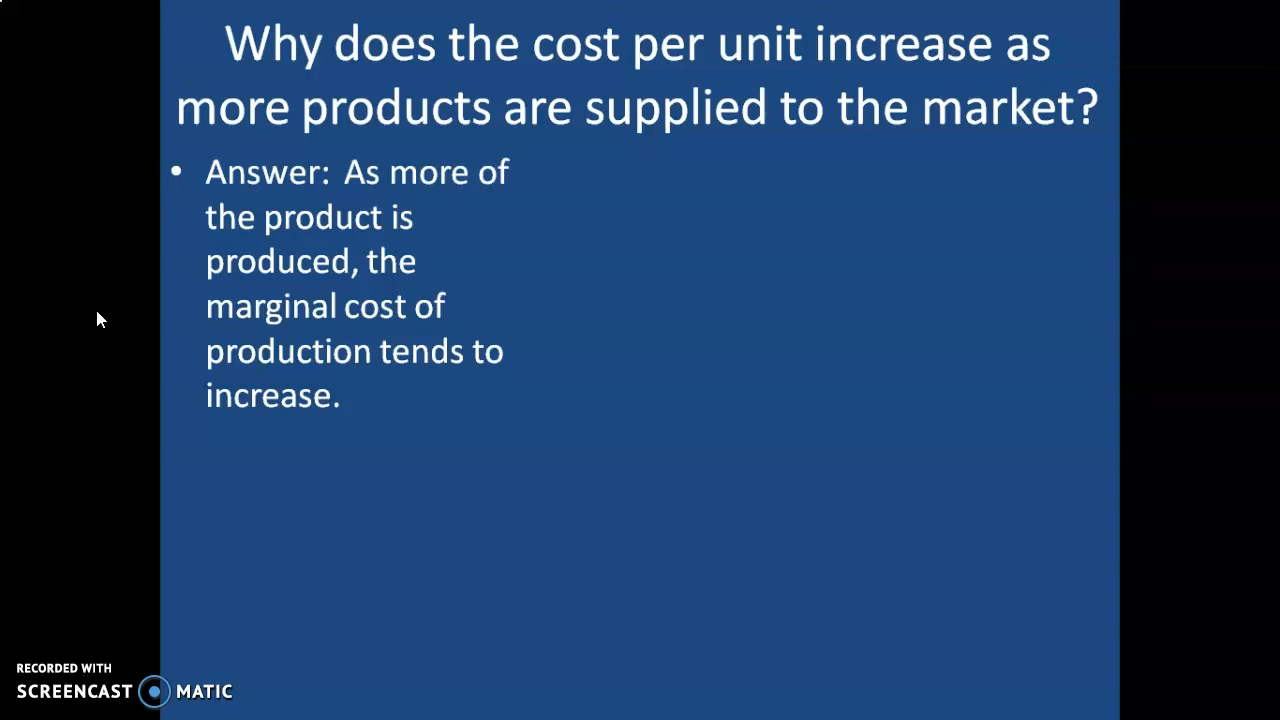 Why does the cost per unit increase as
more products are supplied to the market?
• Answer: As more of
the product is
produced, the
marginal cost of
production tends to
increase.
RECORDED WITH
SCREENCAST MATIC